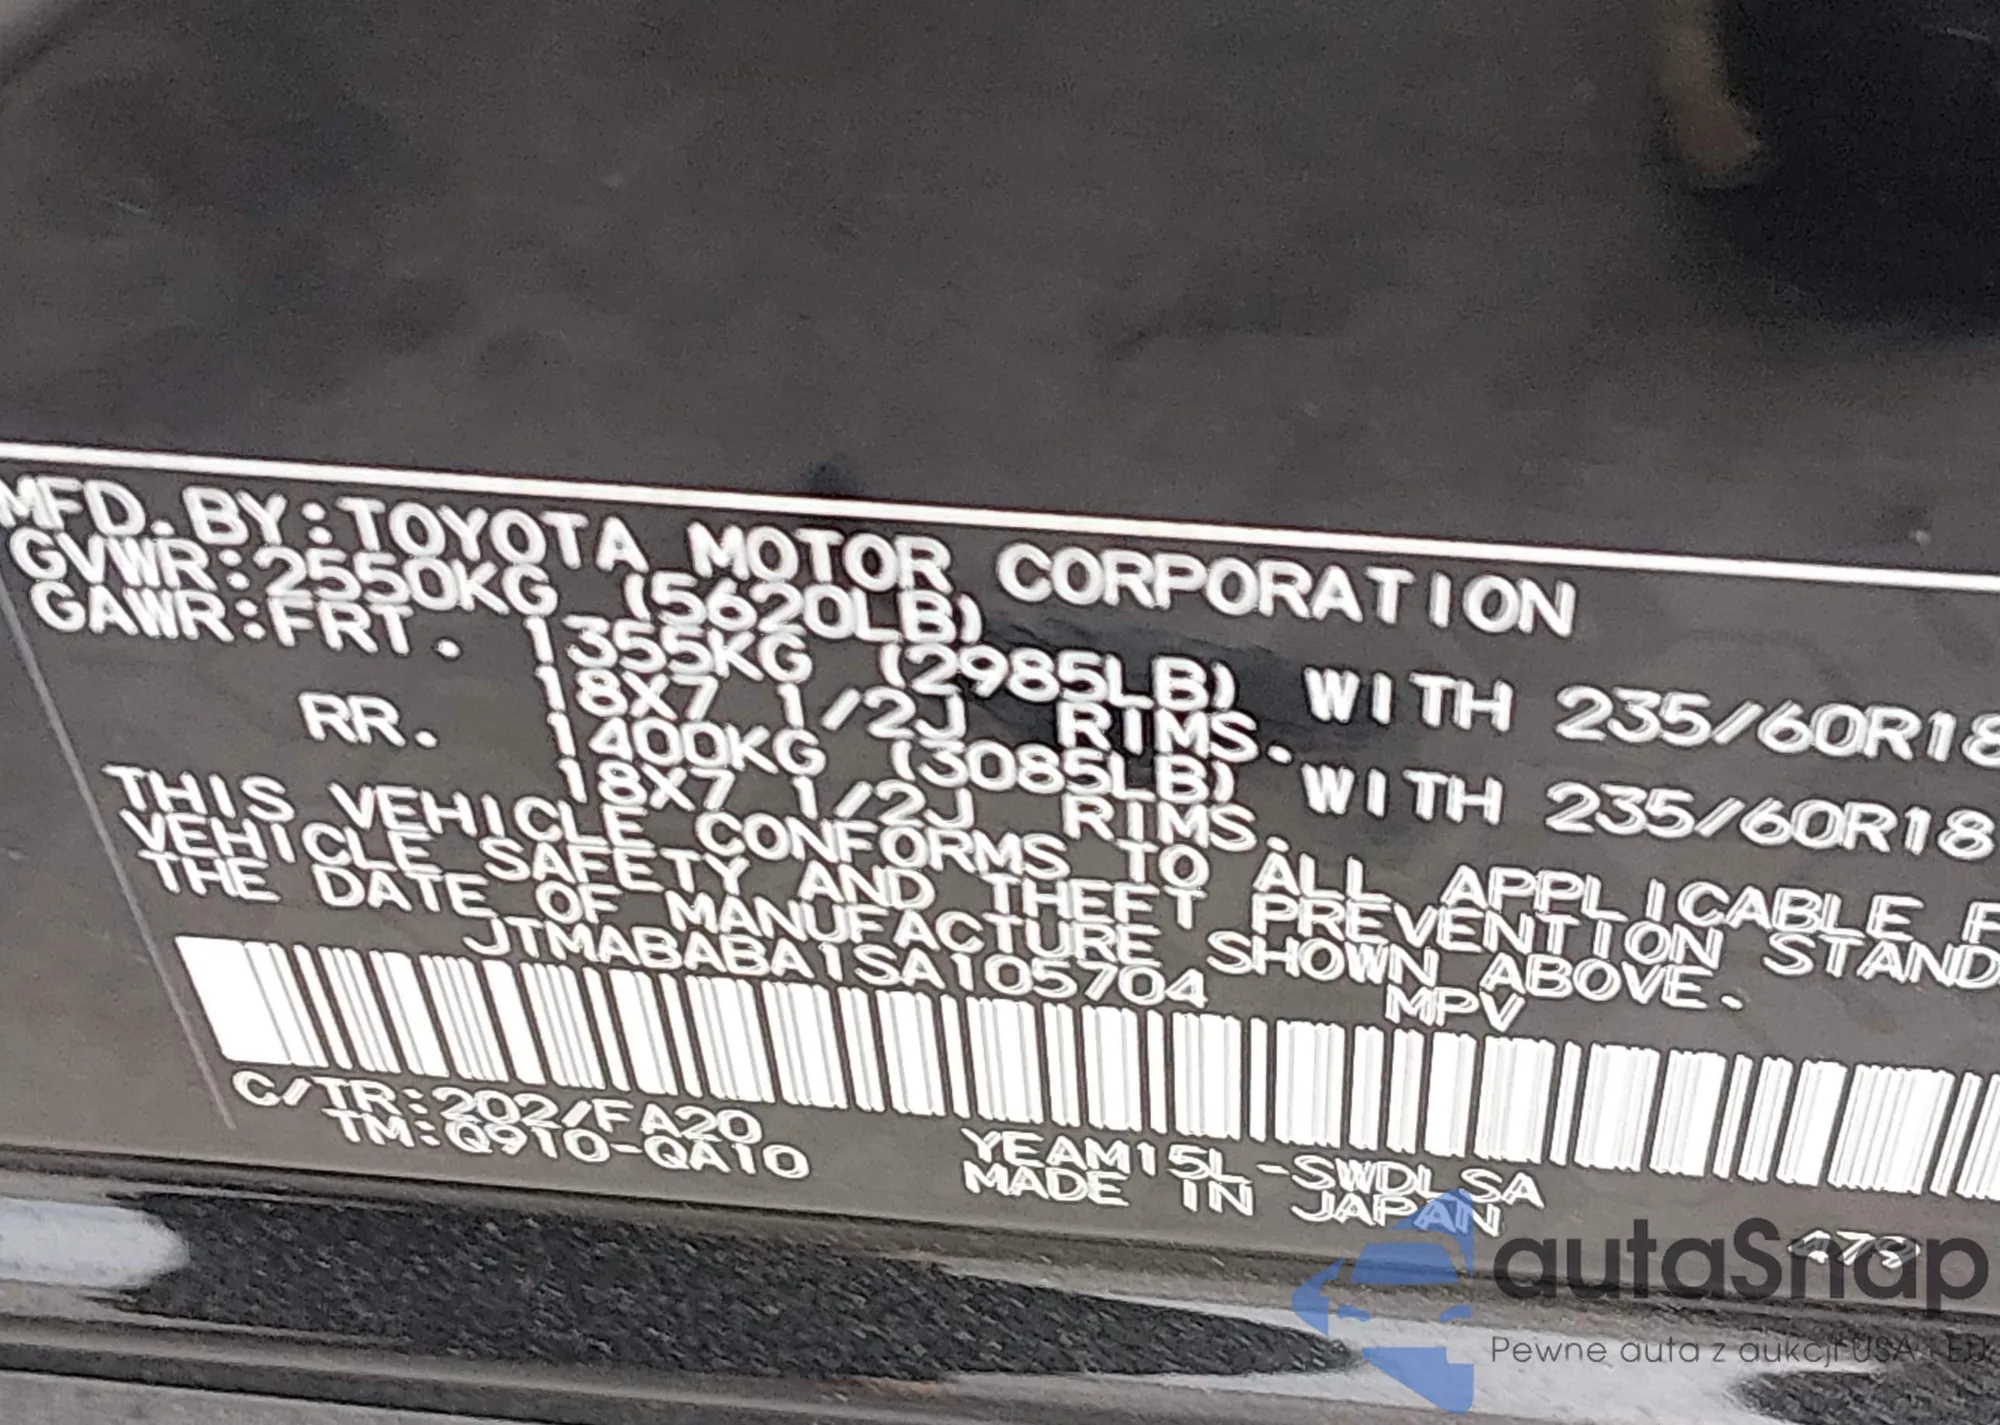 MFD. BY: TOYOTA MOTOR CORPORATION
GVWR: 2550KG (5620LB)
GAWR: FRT. 1355KG (2985LB) WITH 235/60R18
18X7 1/2J RIMS.
RR. 1400KG (3085LB) WITH 235/60R18
18X7 1/2J RIMS.
THIS VEHICLE CONFORMS TO ALL APPLICABLE F
VEHICLE SAFETY AND THEFT PREVENTION STAND
THE DATE OF MANUFACTURE SHOWN ABOVE.
JTMABABA1SA105704 MPV
C/TR: 202/FA20 YEAM15L-SWDLSA
TM: Q910-QA10 MADE IN JAPAN
autaSnap
Pewne auta z aukcji USA i EU